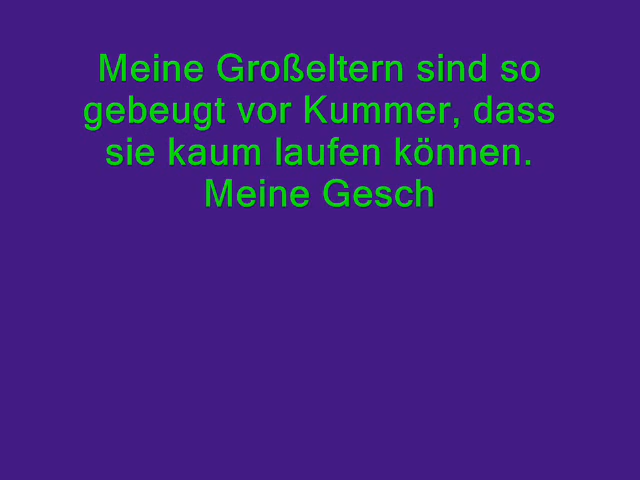 Meine Großeltern sind so
gebeugt vor Kummer, dass
sie kaum laufen können.
Meine Gesch